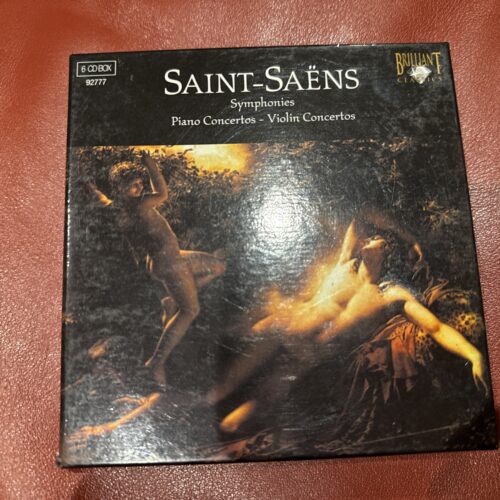 6 CD BOX
92777
SAINT-SAËNS
Symphonies
Piano Concertos - Violin Concertos
BRILLIANT
CLASSICS